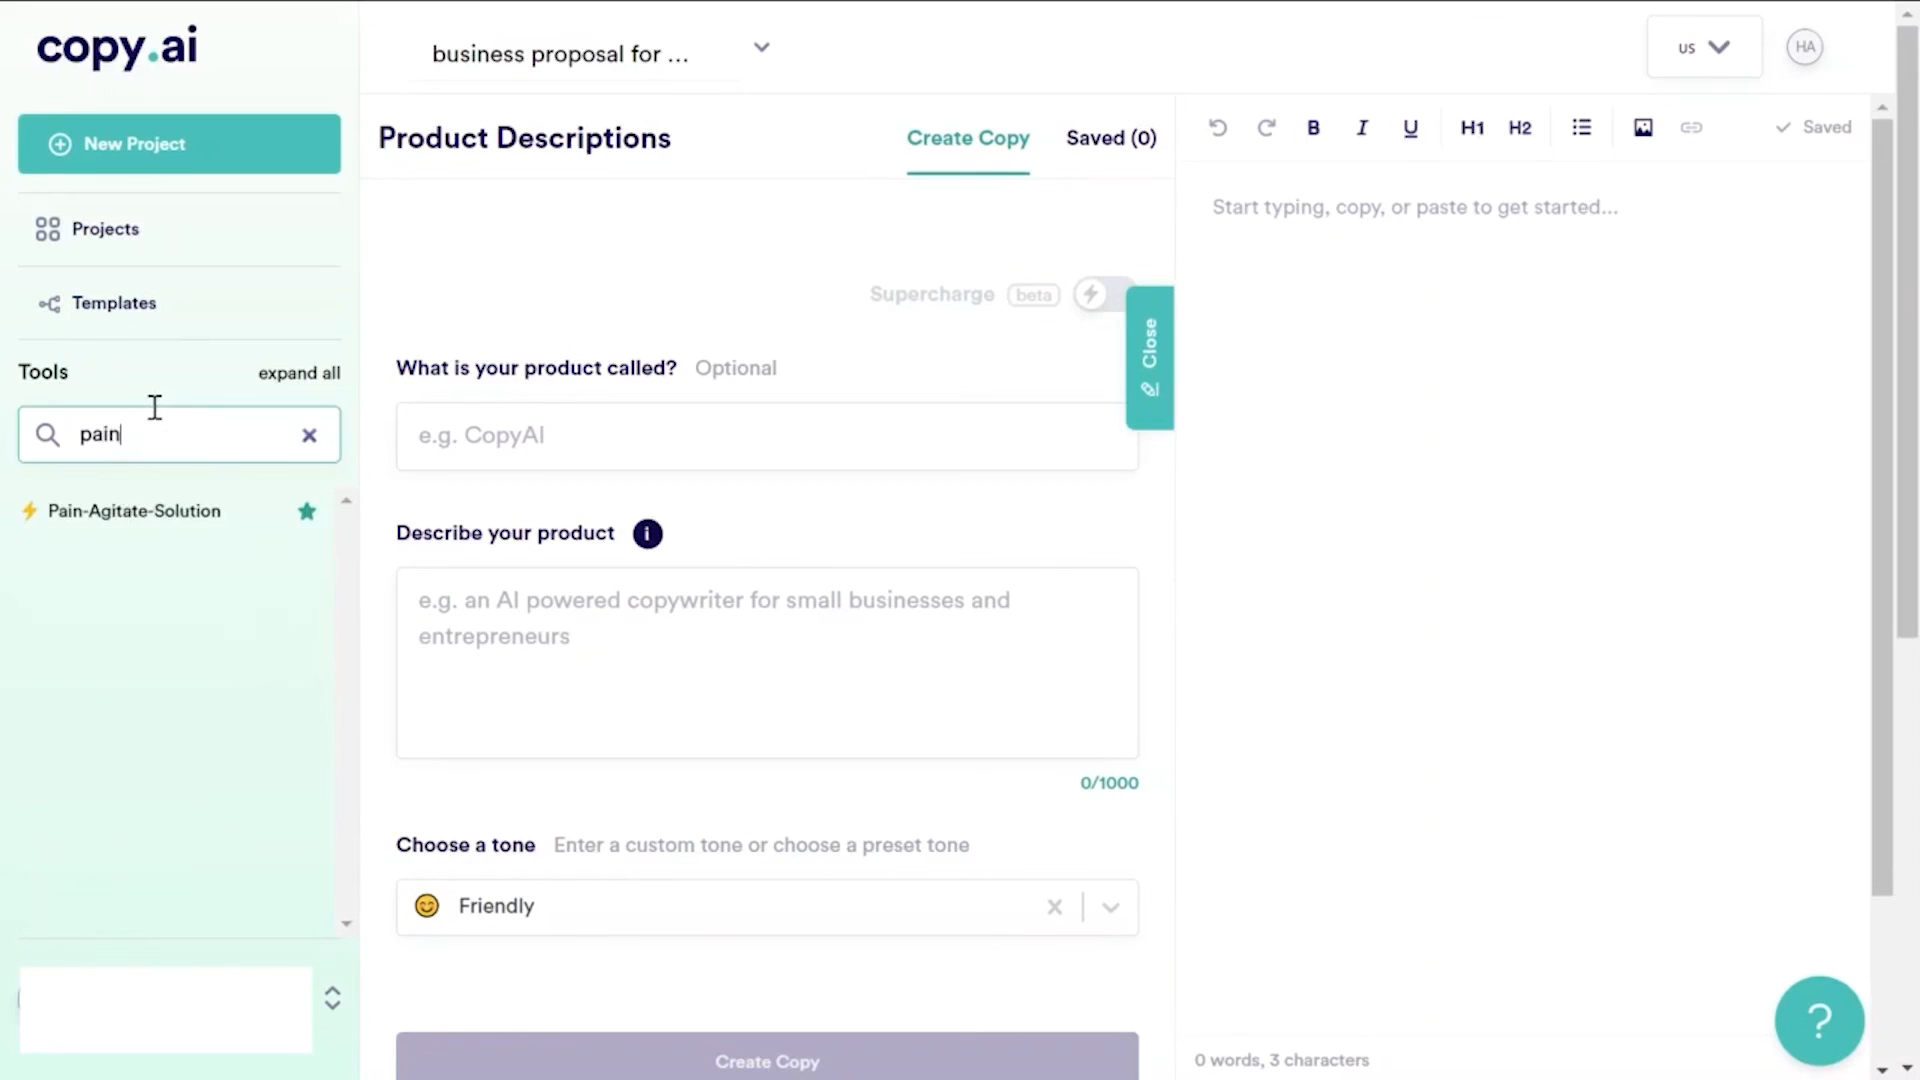 copy.ai
New Project
Projects
Templates
Tools
expand all
pain
Pain-Agitate-Solution
business proposal for ...
us
HA
Product Descriptions
Create Copy
Saved (0)
Supercharge
beta
Close
What is your product called?
Optional
e.g. CopyAI
Describe your product
i
e.g. an AI powered copywriter for small businesses and
entrepreneurs
0/1000
Choose a tone
Enter a custom tone or choose a preset tone
Friendly
Create Copy
B
I
U
H1
H2
Saved
Start typing, copy, or paste to get started...
0 words, 3 characters
?